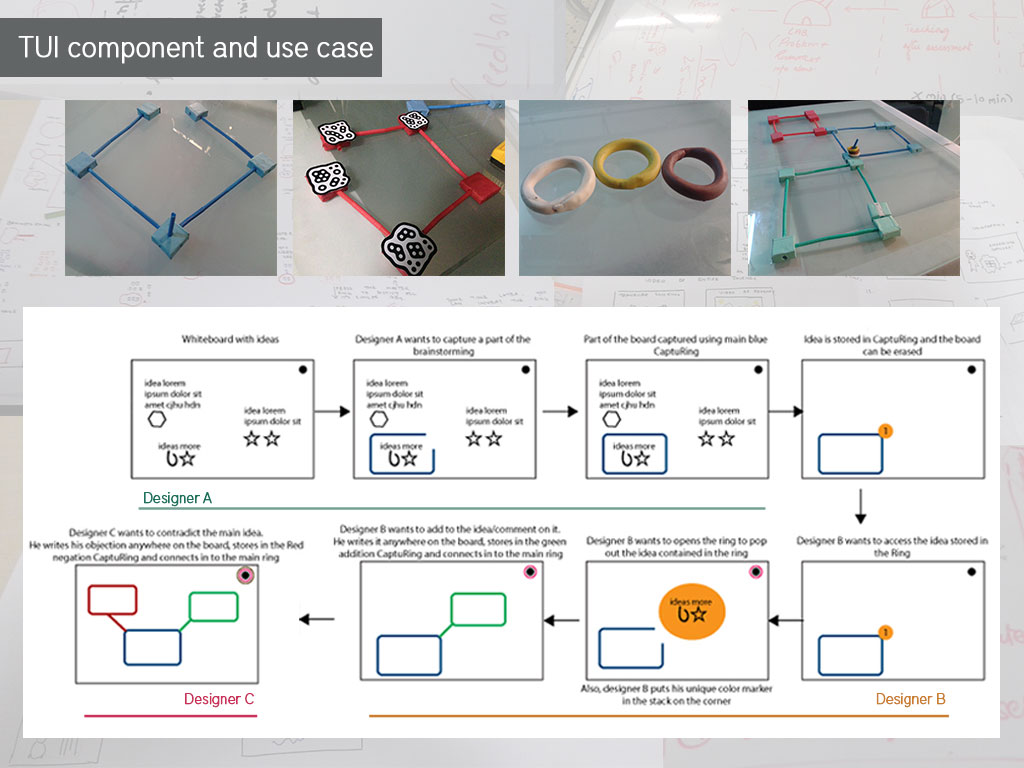 TUI component and use case
Whiteboard with ideas
idea lorem
ipsum dolor sit
amet cjhu hdn
idea lorem
ipsum dolor sit
ideas more
Designer A wants to capture a part of the
brainstorming
idea lorem
ipsum dolor sit
amet cjhu hdn
idea lorem
ipsum dolor sit
ideas more
Part of the board captured using main blue
CaptuRing
idea lorem
ipsum dolor sit
amet cjhu hdn
idea lorem
ipsum dolor sit
ideas more
Idea is stored in CaptuRing and the board
can be erased
1
Designer A
Designer B wants to access the idea stored in
the Ring
1
Designer B wants to opens the ring to pop
out the idea contained in the ring
ideas more
Also, designer B puts his unique color marker
in the stack on the corner
Designer B wants to add to the idea/comment on it.
He writes it anywhere on the board, stores in the green
addition CaptuRing and connects in to the main ring
Designer B
Designer C wants to contradict the main idea.
He writes his objection anywhere on the board, stores in the Red
negation CaptuRing and connects in to the main ring
Designer C